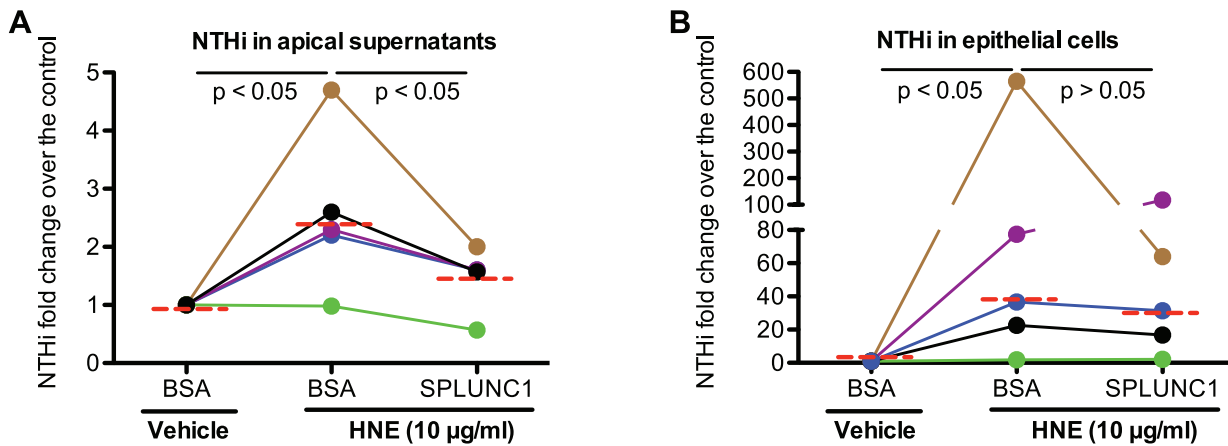 A
NTHi in apical supernatants
NTHi fold change over the control
p < 0.05
p < 0.05
5
4
3
2
1
0
BSA
BSA
SPLUNC1
Vehicle
HNE (10 µg/ml)
B
NTHi in epithelial cells
NTHi fold change over the control
p < 0.05
p > 0.05
600
500
400
300
200
100
80
60
40
20
0
BSA
BSA
SPLUNC1
Vehicle
HNE (10 µg/ml)